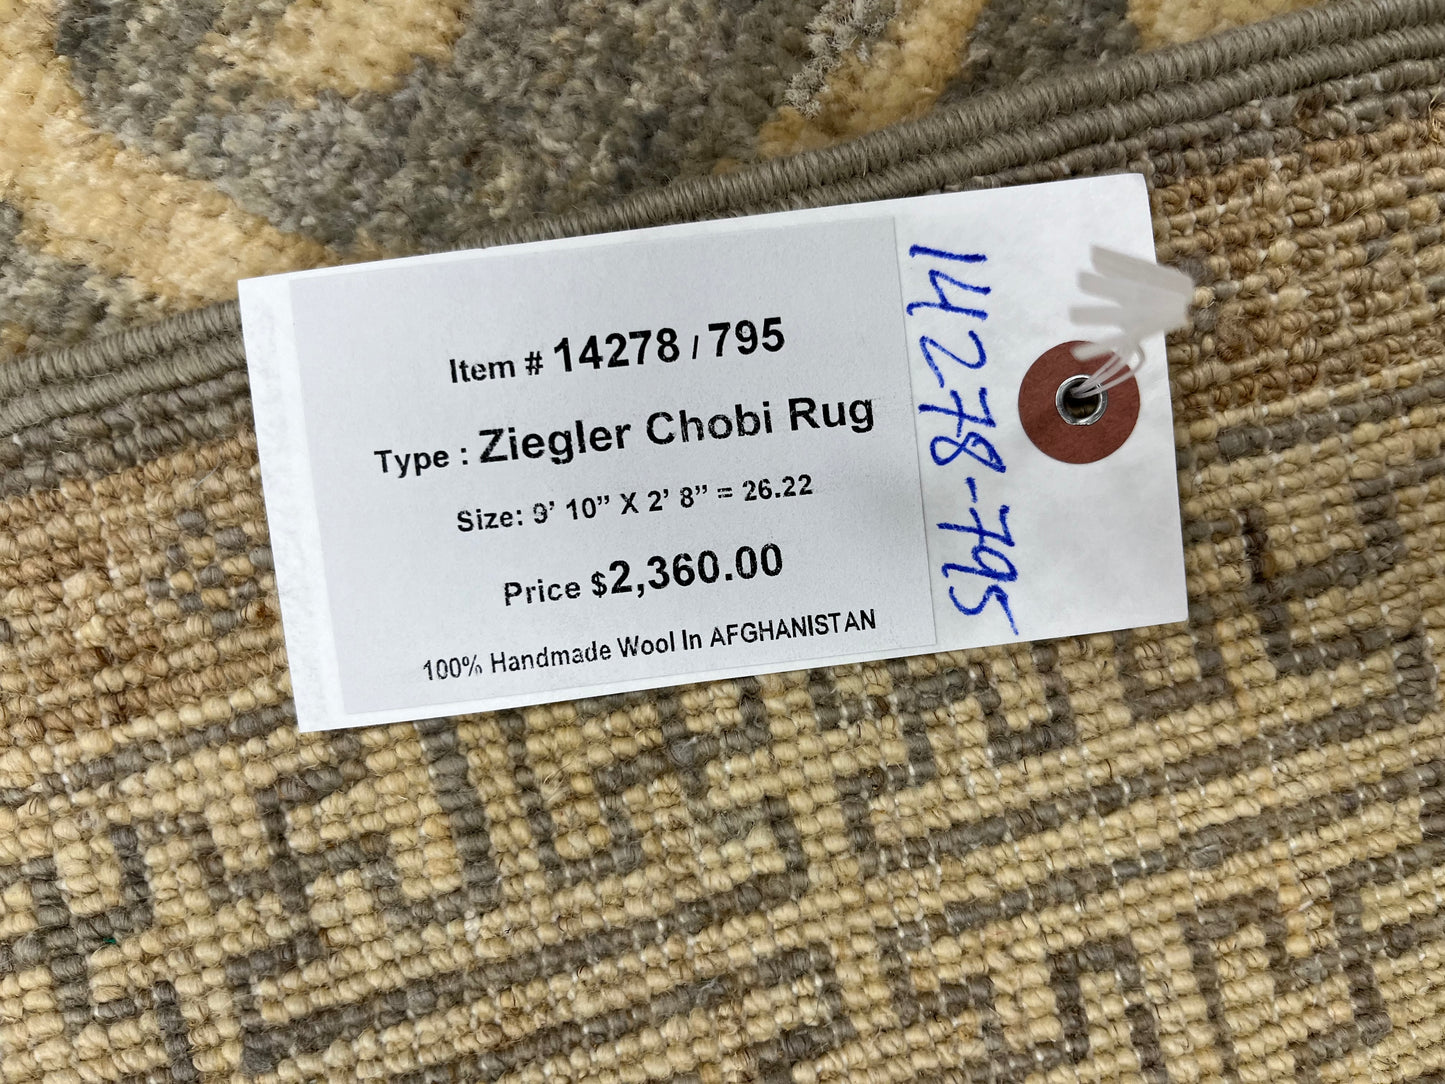 Item # 14278 / 795
Type : Ziegler Chobi Rug
Size: 9’ 10” X 2’ 8” = 26.22
Price $2,360.00
100% Handmade Wool In AFGHANISTAN
14278-795